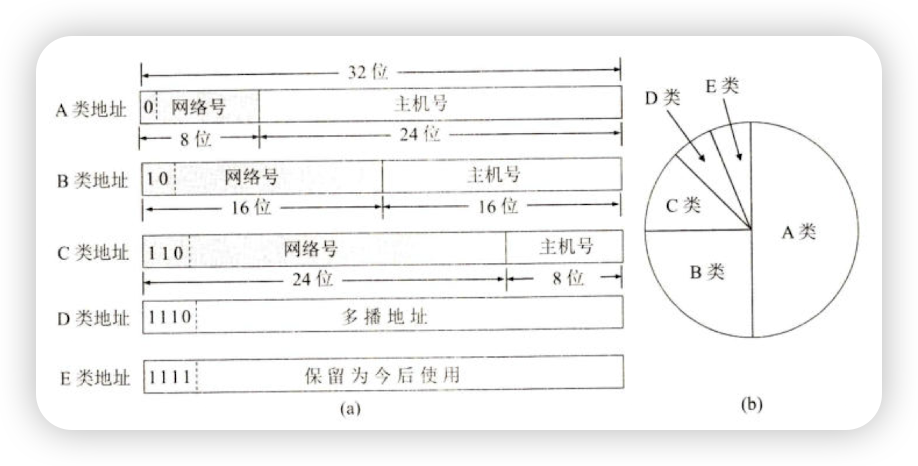 32 位
A 类地址 0 网络号 主机号
8 位 24 位
B 类地址 10 网络号 主机号
16 位 16 位
C 类地址 110 网络号 主机号
24 位 8 位
D 类地址 1110 多播地址
E 类地址 1111 保留为今后使用
(a)
D 类
E 类
C 类
A 类
B 类
(b)